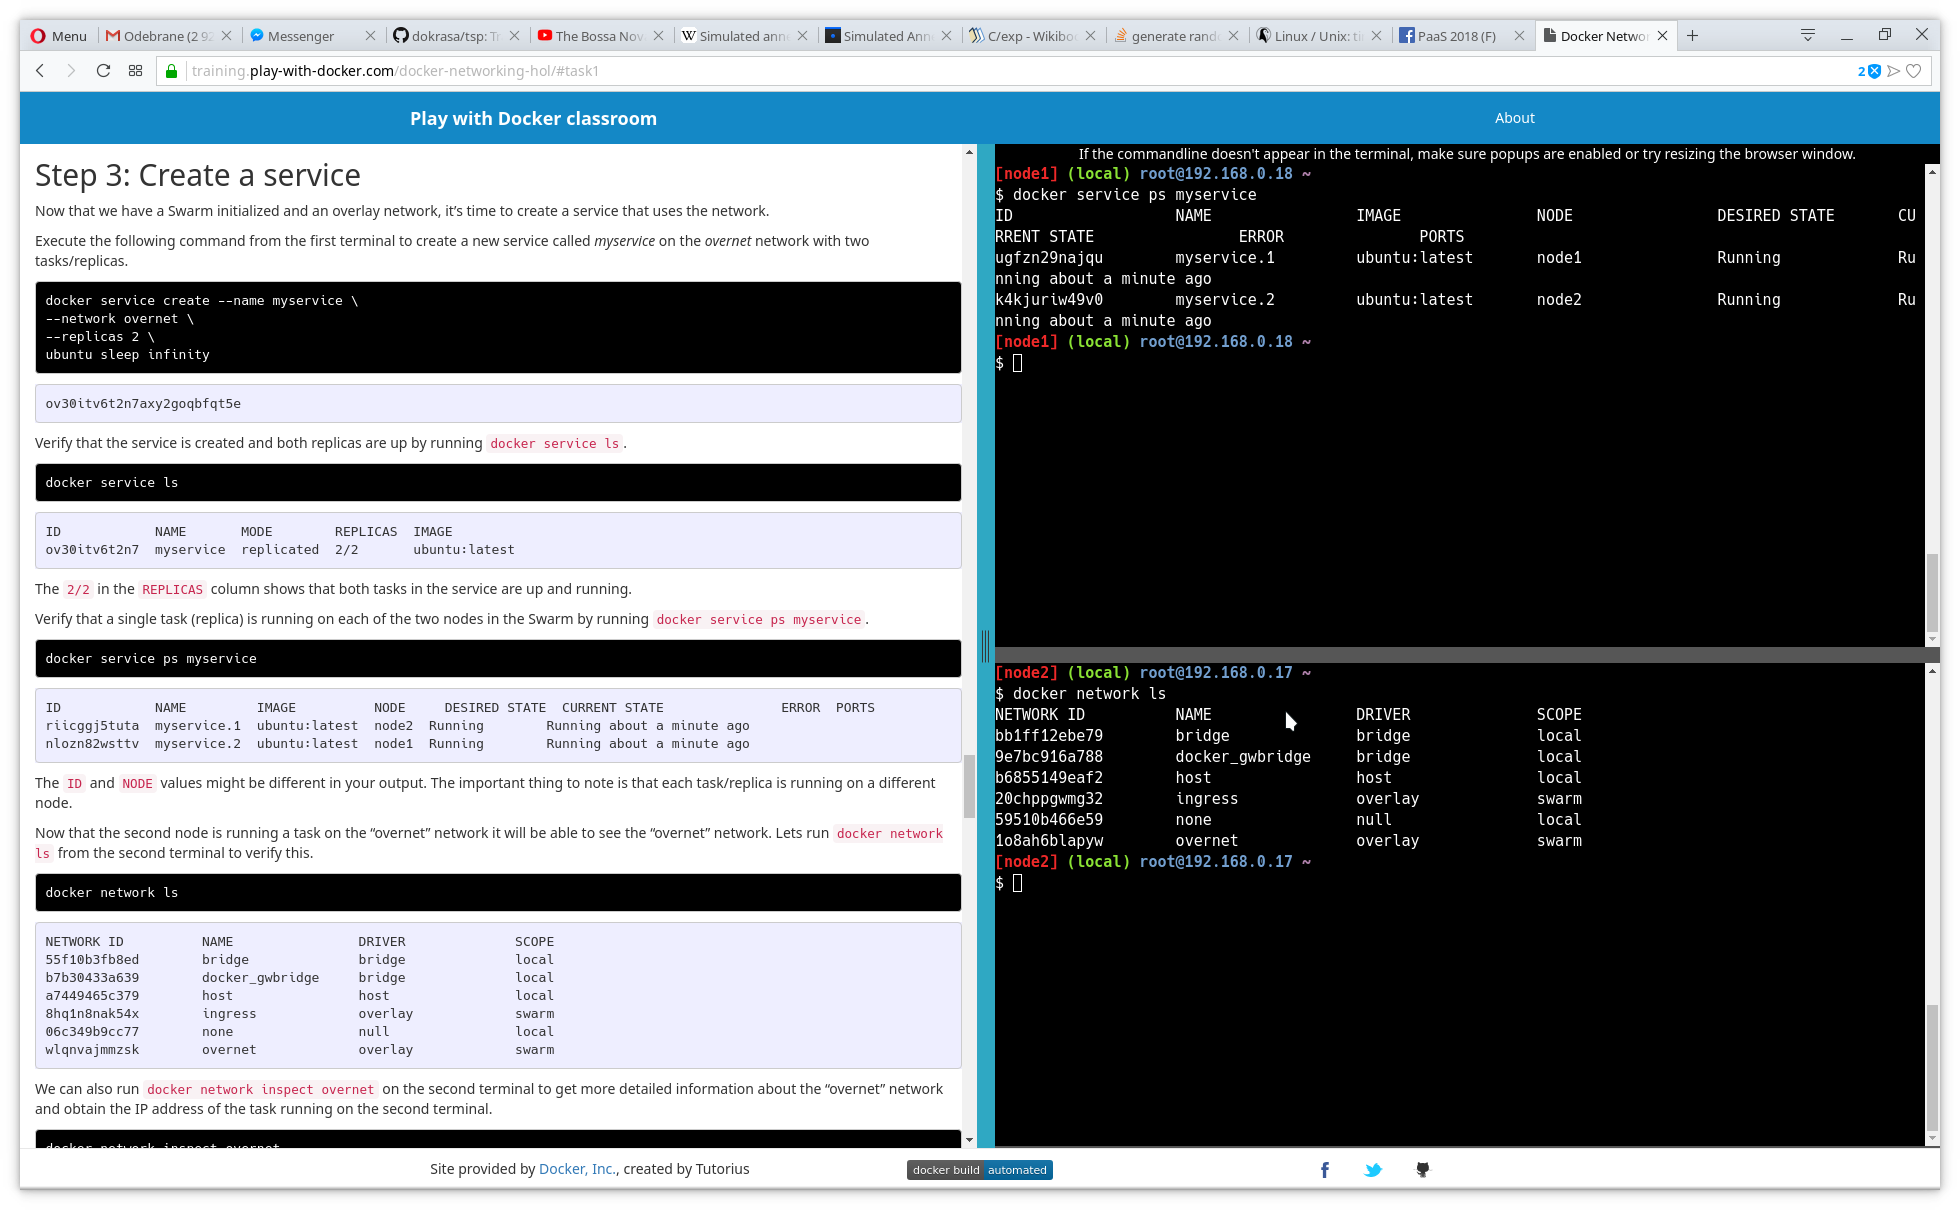 Menu
Odebrane (2 92
Messenger
dokrasa/tsp: Tr
The Bossa Nov
Simulated anne
Simulated Anne
C/exp - Wikiboo
generate rando
Linux / Unix: ti
PaaS 2018 (F)
Docker Networ
training.play-with-docker.com/docker-networking-hol/#task1
2
Play with Docker classroom
About
Step 3: Create a service
Now that we have a Swarm initialized and an overlay network, it’s time to create a service that uses the network.
Execute the following command from the first terminal to create a new service called myservice on the overnet network with two
tasks/replicas.
docker service create --name myservice \
--network overnet \
--replicas 2 \
ubuntu sleep infinity
ov30itv6t2n7axy2goqbfqt5e
Verify that the service is created and both replicas are up by running docker service ls.
docker service ls
ID NAME MODE REPLICAS IMAGE
ov30itv6t2n7 myservice replicated 2/2 ubuntu:latest
The 2/2 in the REPLICAS column shows that both tasks in the service are up and running.
Verify that a single task (replica) is running on each of the two nodes in the Swarm by running docker service ps myservice.
docker service ps myservice
ID NAME IMAGE NODE DESIRED STATE CURRENT STATE ERROR PORTS
riicggj5tuta myservice.1 ubuntu:latest node2 Running Running about a minute ago
nlozn82wsttv myservice.2 ubuntu:latest node1 Running Running about a minute ago
The ID and NODE values might be different in your output. The important thing to note is that each task/replica is running on a different
node.
Now that the second node is running a task on the “overnet” network it will be able to see the “overnet” network. Lets run docker network
ls from the second terminal to verify this.
docker network ls
NETWORK ID NAME DRIVER SCOPE
55f10b3fb8ed bridge bridge local
b7b30433a639 docker_gwbridge bridge local
a7449465c379 host host local
8hq1n8nak54x ingress overlay swarm
06c349b9cc77 none null local
wlqnvajmmzsk overnet overlay swarm
We can also run docker network inspect overnet on the second terminal to get more detailed information about the “overnet” network
and obtain the IP address of the task running on the second terminal.
docker network inspect overnet
If the commandline doesn't appear in the terminal, make sure popups are enabled or try resizing the browser window.
[node1] (local) root@192.168.0.18 ~
$ docker service ps myservice
ID NAME IMAGE NODE DESIRED STATE CU
RRENT STATE ERROR PORTS
ugfzn29najqu myservice.1 ubuntu:latest node1 Running Ru
nning about a minute ago
k4kjuriw49v0 myservice.2 ubuntu:latest node2 Running Ru
nning about a minute ago
[node1] (local) root@192.168.0.18 ~
$
[node2] (local) root@192.168.0.17 ~
$ docker network ls
NETWORK ID NAME DRIVER SCOPE
bb1ff12ebe79 bridge bridge local
9e7bc916a788 docker_gwbridge bridge local
b6855149eaf2 host host local
20chppgwmg32 ingress overlay swarm
59510b466e59 none null local
1o8ah6blapyw overnet overlay swarm
[node2] (local) root@192.168.0.17 ~
$
Site provided by Docker, Inc., created by Tutorius
docker build automated